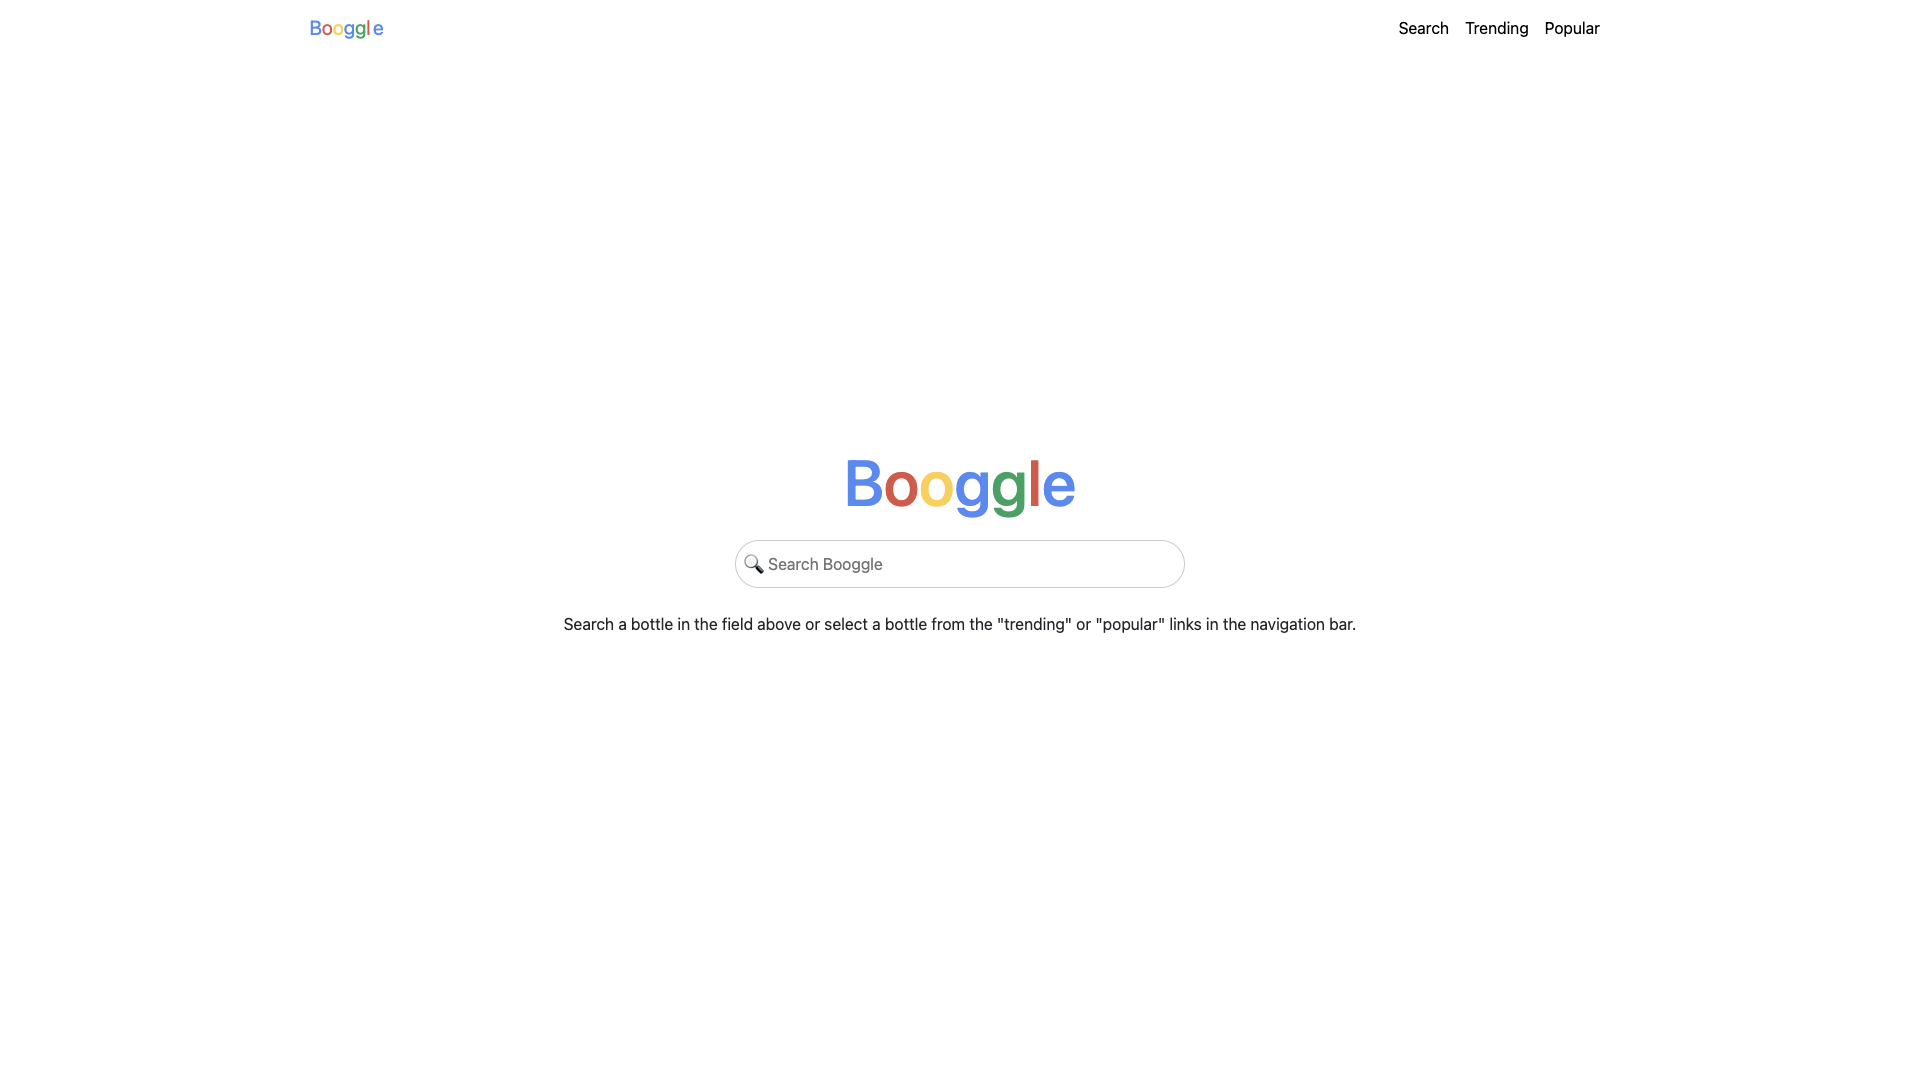 Booggle
Search Trending Popular
Booggle
Search Booggle
Search a bottle in the field above or select a bottle from the "trending" or "popular" links in the navigation bar.